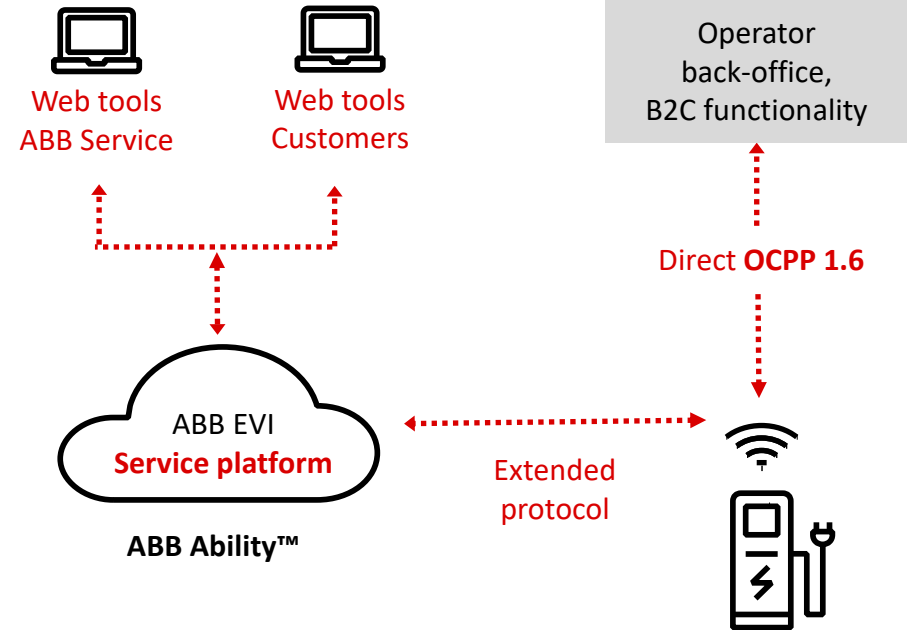 Web tools
ABB Service
Web tools
Customers
Operator
back-office,
B2C functionality
Direct OCPP 1.6
ABB EVI
Service platform
Extended
protocol
ABB Ability™